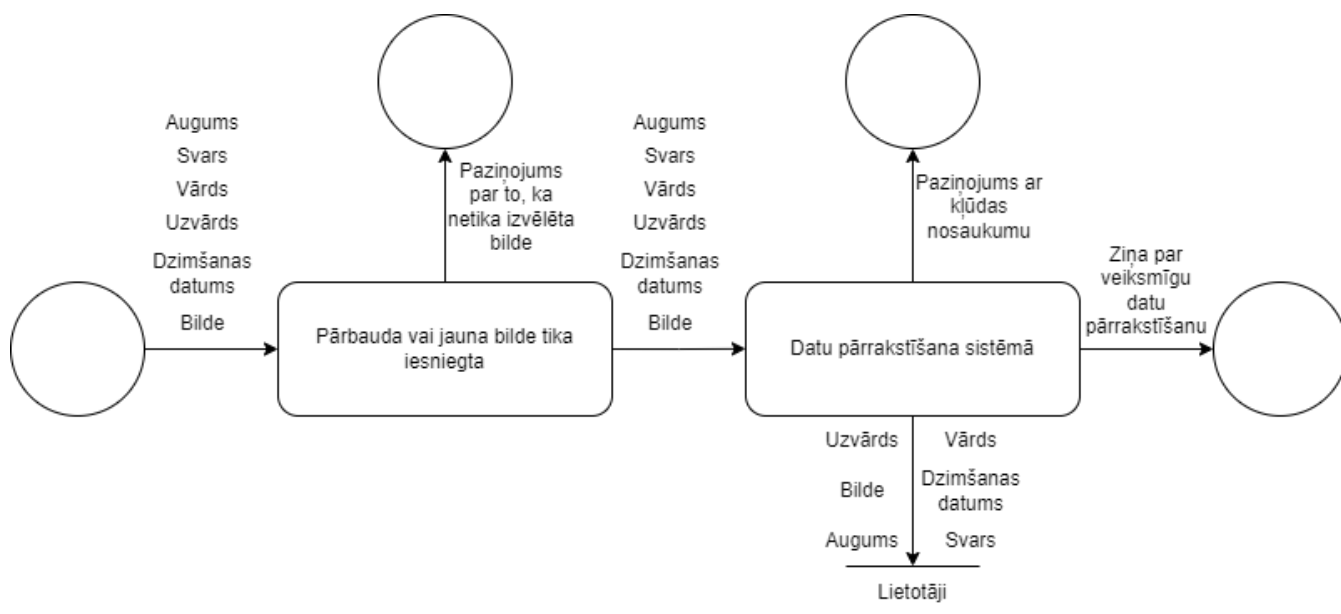 Augums
Svars
Vārds
Uzvārds
Dzimšanas
datums
Bilde
Pārbauda vai jauna bilde tika
iesniegta
Paziņojums
par to, ka
netika izvēlēta
bilde
Augums
Svars
Vārds
Uzvārds
Dzimšanas
datums
Bilde
Datu pārrakstīšana sistēmā
Paziņojums ar
kļūdas
nosaukumu
Ziņa par
veiksmīgu
datu
pārrakstīšanu
Uzvārds
Vārds
Bilde
Dzimšanas
datums
Augums
Svars
Lietotāji